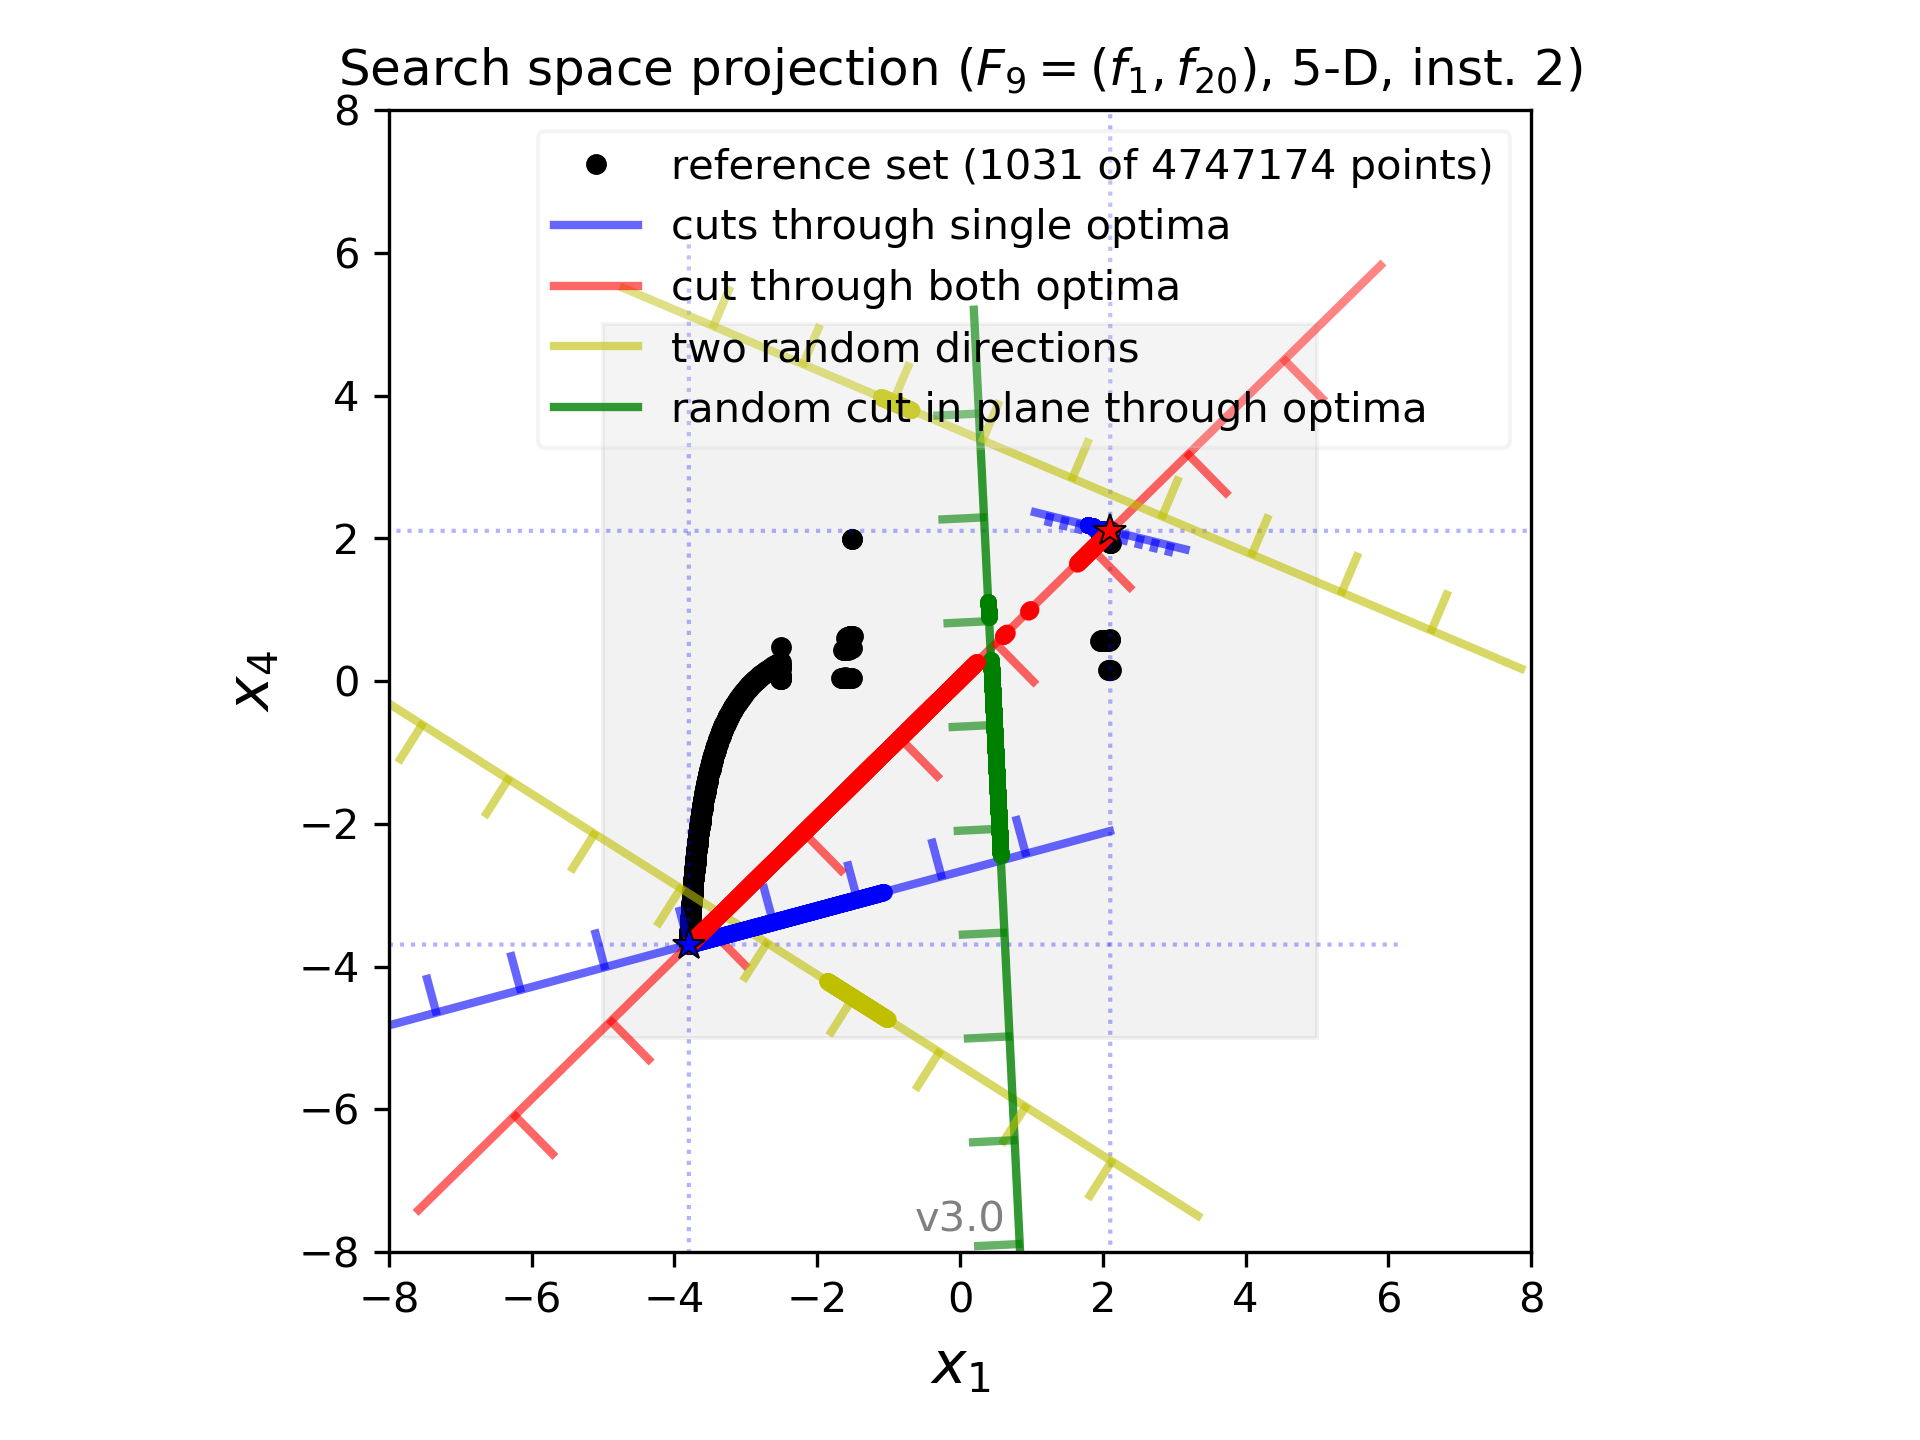 Search space projection (F₉ = (f₁, f₂₀), 5-D, inst. 2)
reference set (1031 of 4747174 points)
cuts through single optima
cut through both optima
two random directions
random cut in plane through optima
8
6
4
2
0
−2
−4
−6
−8
x₄
v3.0
−8 −6 −4 −2 0 2 4 6 8
x₁